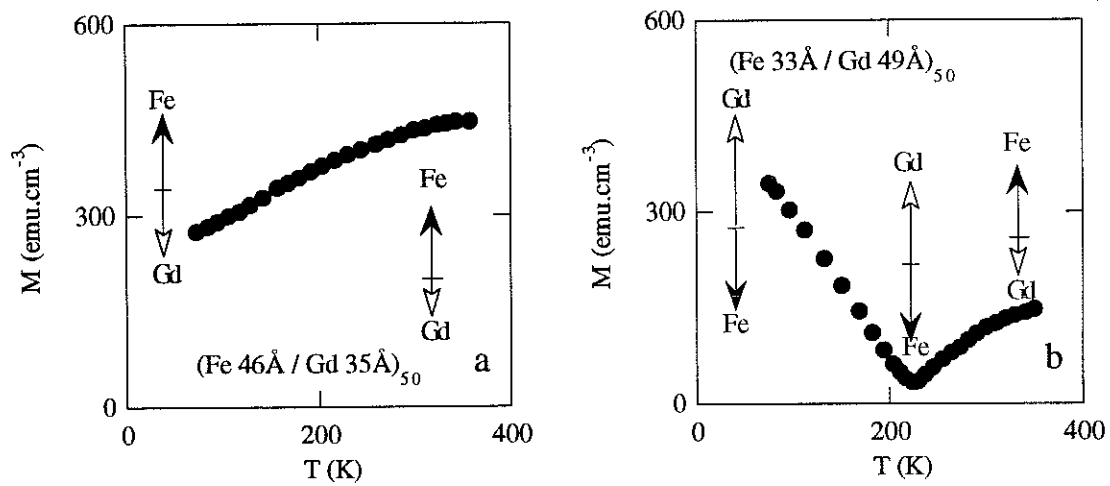 600
300
0
M (emu.cm⁻³)
Fe
Gd
Fe
Gd
(Fe 46Å / Gd 35Å)₅₀
a
0
200
400
T (K)
600
300
0
M (emu.cm⁻³)
(Fe 33Å / Gd 49Å)₅₀
Gd
Fe
Gd
Fe
Fe
Gd
b
0
200
400
T (K)